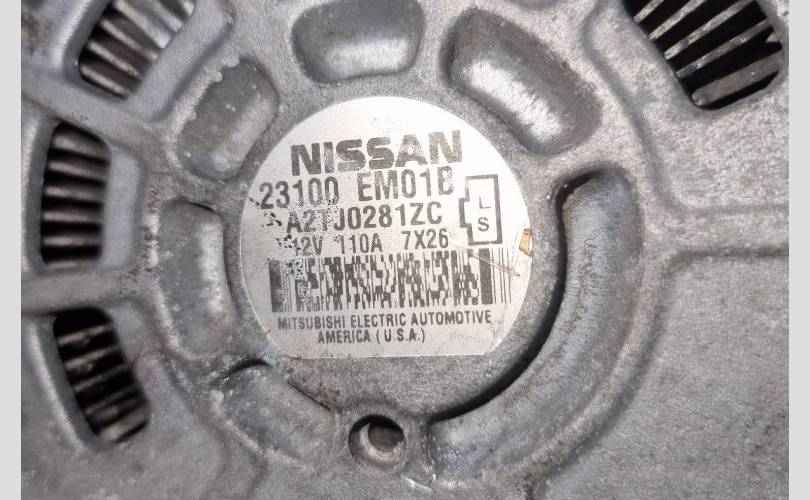 NISSAN
23100 EM01B
A2TJ0281ZC
12V 110A 7X26
L
S
MITSUBISHI ELECTRIC AUTOMOTIVE
AMERICA (U.S.A.)